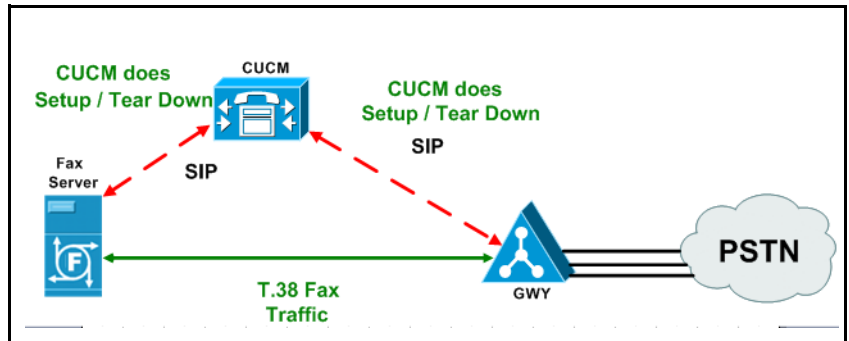 CUCM does
Setup / Tear Down
CUCM
CUCM does
Setup / Tear Down
SIP
SIP
Fax
Server
F
T.38 Fax
Traffic
GWY
PSTN